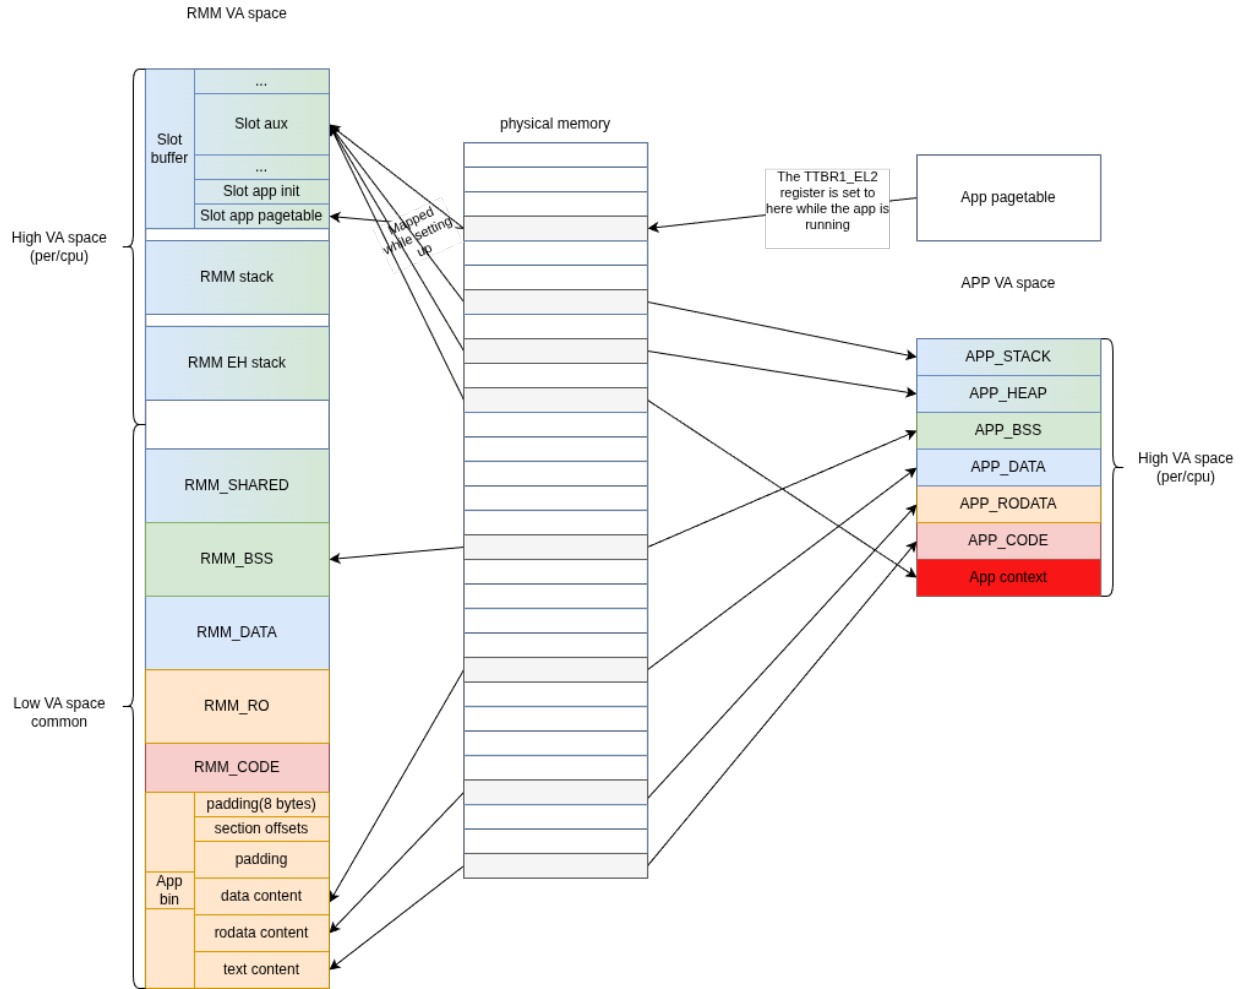 RMM VA space
High VA space
(per/cpu)
Slot
buffer
...
Slot aux
...
Slot app init
Slot app pagetable
RMM stack
RMM EH stack
Low VA space
common
RMM_SHARED
RMM_BSS
RMM_DATA
RMM_RO
RMM_CODE
App
bin
padding(8 bytes)
section offsets
padding
data content
rodata content
text content
Mapped
while setting
up
physical memory
The TTBR1_EL2
register is set to
here while the app is
running
App pagetable
APP VA space
APP_STACK
APP_HEAP
APP_BSS
APP_DATA
APP_RODATA
APP_CODE
App context
High VA space
(per/cpu)